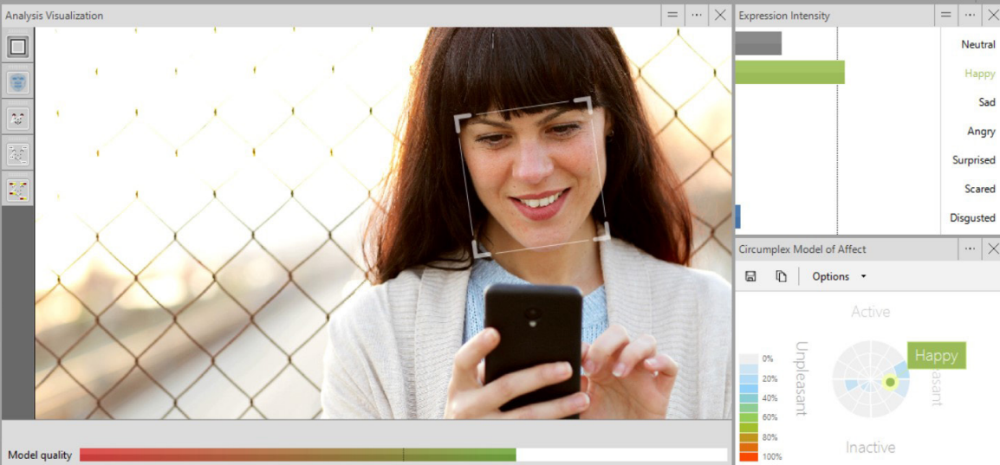 Analysis Visualization
Model quality
Expression Intensity
Neutral
Happy
Sad
Angry
Surprised
Scared
Disgusted
Circumplex Model of Affect
Options
Active
Unpleasant
Happy
Inactive
0%
20%
40%
60%
80%
100%